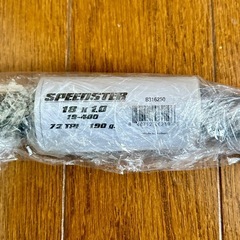 SPEEDSTER
18 x 1.0
19-400
72 TPI 190 g.